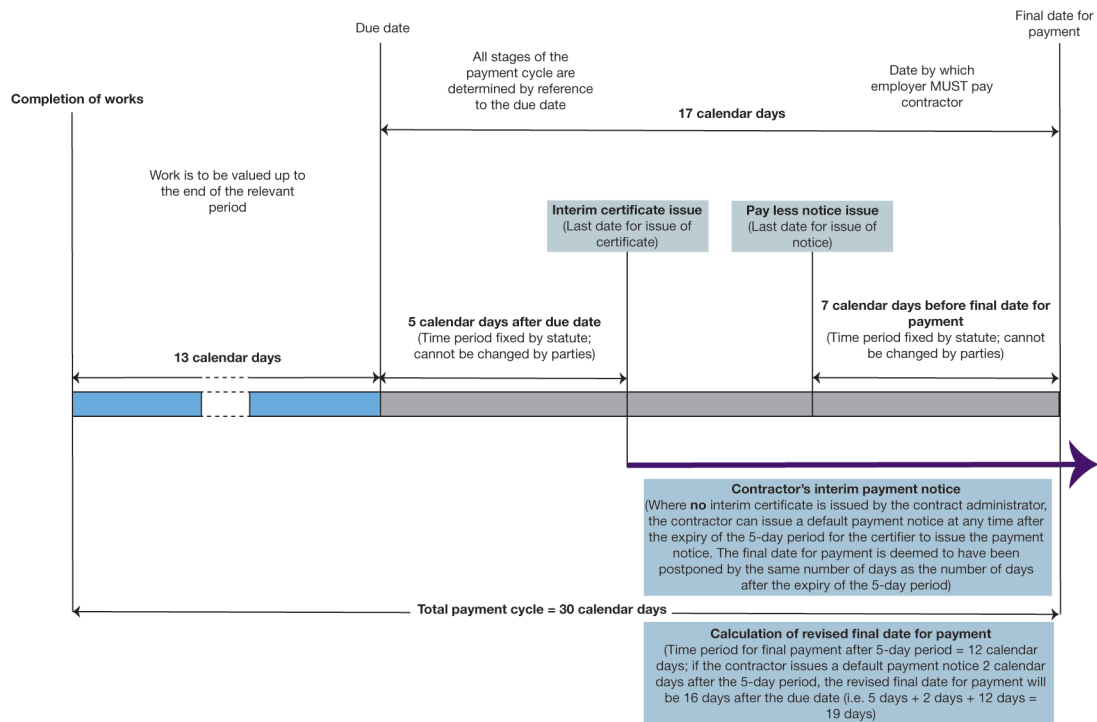 Due date
Final date for
payment
All stages of the
payment cycle are
determined by reference
to the due date
Date by which
employer MUST pay
contractor
Completion of works
17 calendar days
Work is to be valued up to
the end of the relevant
period
Interim certificate issue
(Last date for issue of
certificate)
Pay less notice issue
(Last date for issue of
notice)
5 calendar days after due date
(Time period fixed by statute;
cannot be changed by parties)
7 calendar days before final date for
payment
(Time period fixed by statute; cannot
be changed by parties)
13 calendar days
Contractor's interim payment notice
(Where no interim certificate is issued by the contract administrator,
the contractor can issue a default payment notice at any time after
the expiry of the 5-day period for the certifier to issue the payment
notice. The final date for payment is deemed to have been
postponed by the same number of days as the number of days
after the expiry of the 5-day period)
Total payment cycle = 30 calendar days
Calculation of revised final date for payment
(Time period for final payment after 5-day period = 12 calendar
days; if the contractor issues a default payment notice 2 calendar
days after the 5-day period, the revised final date for payment will
be 16 days after the due date (i.e. 5 days + 2 days + 12 days =
19 days)